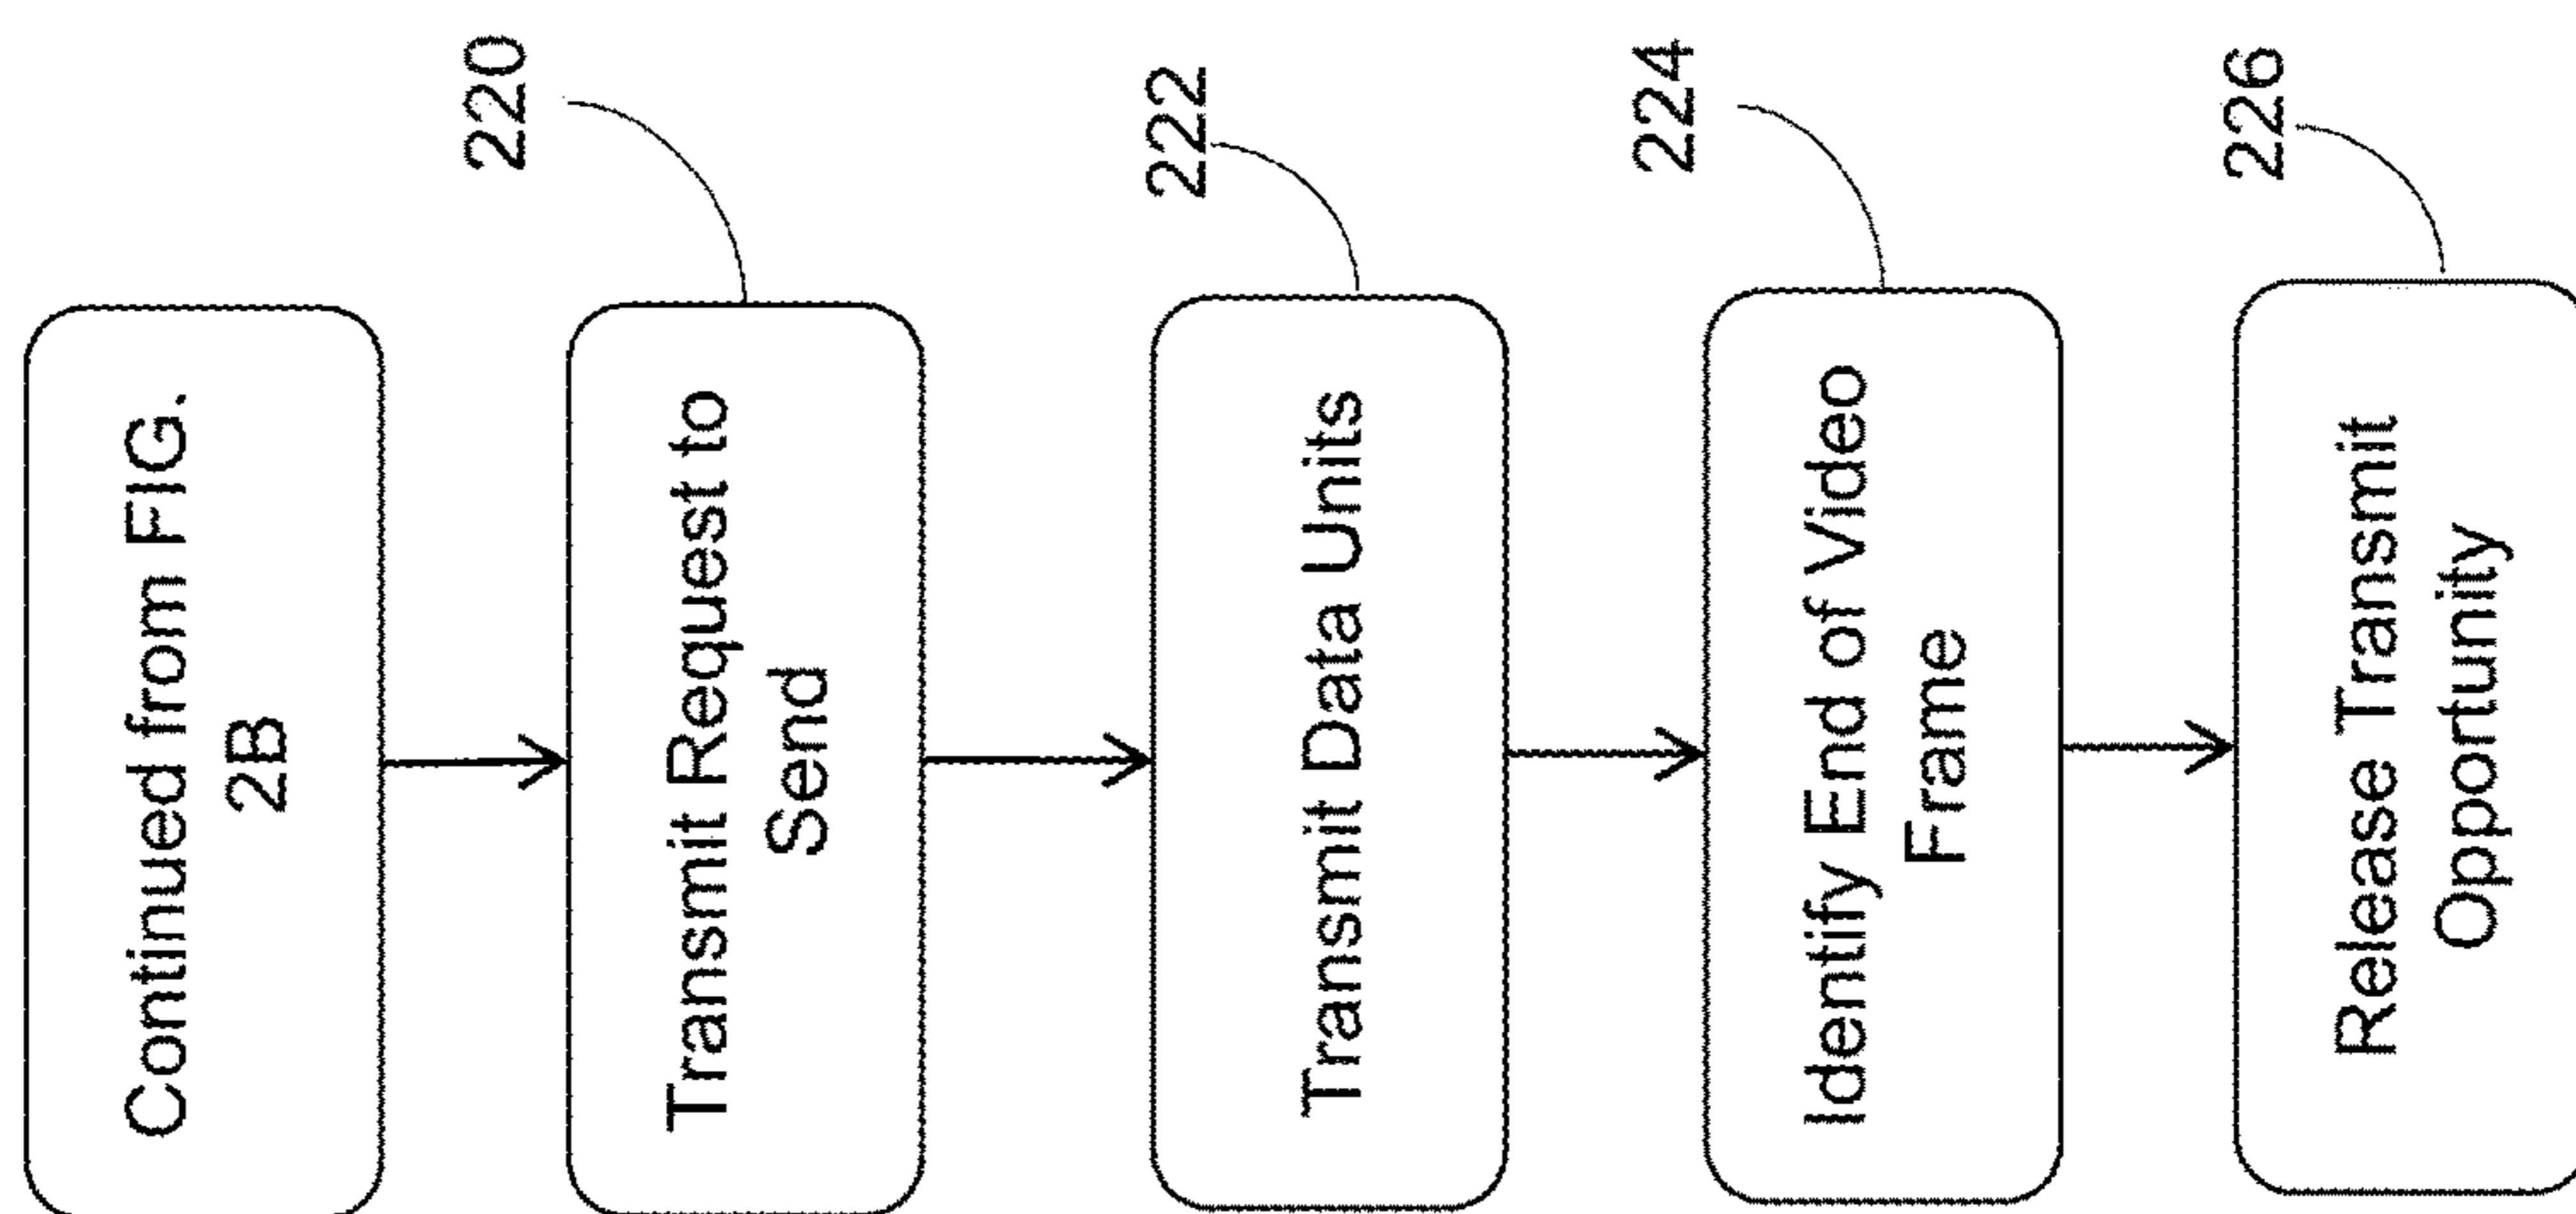 Continued from FIG.
2B
220
Transmit Request to
Send
222
Transmit Data Units
224
Identify End of Video
Frame
226
Release Transmit
Opportunity